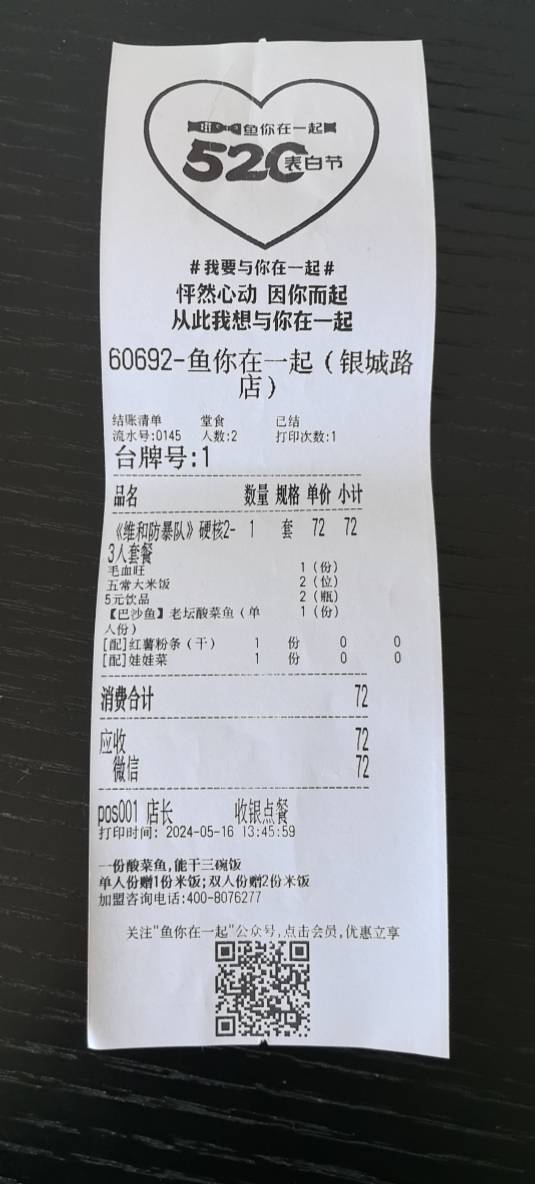 鱼你在一起
520表白节
#我要与你在一起#
怦然心动 因你而起
从此我想与你在一起
60692-鱼你在一起（银城路
店）
结账清单 堂食 已结
流水号:0145 人数:2 打印次数:1
台牌号:1
品名 数量 规格 单价 小计
《维和防暴队》硬核2- 1 套 72 72
3人套餐
毛血旺 1(份)
五常大米饭 2(位)
5元饮品 2(瓶)
【巴沙鱼】老坛酸菜鱼(单 1(份)
人份)
[配]红薯粉条(干) 1 份 0 0
[配]娃娃菜 1 份 0 0
消费合计 72
应收 72
微信 72
pos001 店长 收银点餐
打印时间: 2024-05-16 13:45:59
一份酸菜鱼,能干三碗饭
单人份赠1份米饭;双人份赠2份米饭
加盟咨询电话:400-8076277
关注"鱼你在一起"公众号,点击会员,优惠立享